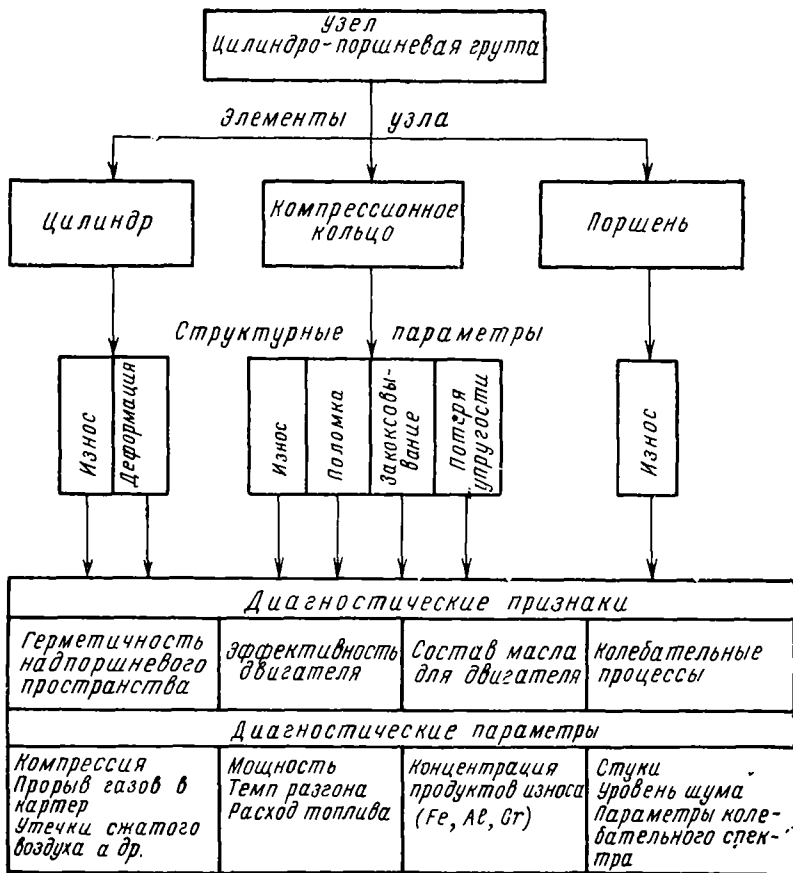 Узел
Цилиндро-поршневая группа
Элементы узла
Цилиндр
Компрессионное
кольцо
Поршень
Структурные параметры
Износ
Деформация
Износ
Поломка
Закоксовы-
вание
Потеря
упругости
Износ
Диагностические признаки
Герметичность
надпоршневого
пространства
Эффективность
двигателя
Состав масла
для двигателя
Колебательные
процессы
Диагностические параметры
Компрессия
Прорыв газов в
картер
Утечки сжатого
воздуха а др.
Мощность
Темп разгона
Расход топлива
Концентрация
продуктов износа
(Fe, Al, Cr)
Стуки
Уровень шума
Параметры коле-
бательного спек-
тра